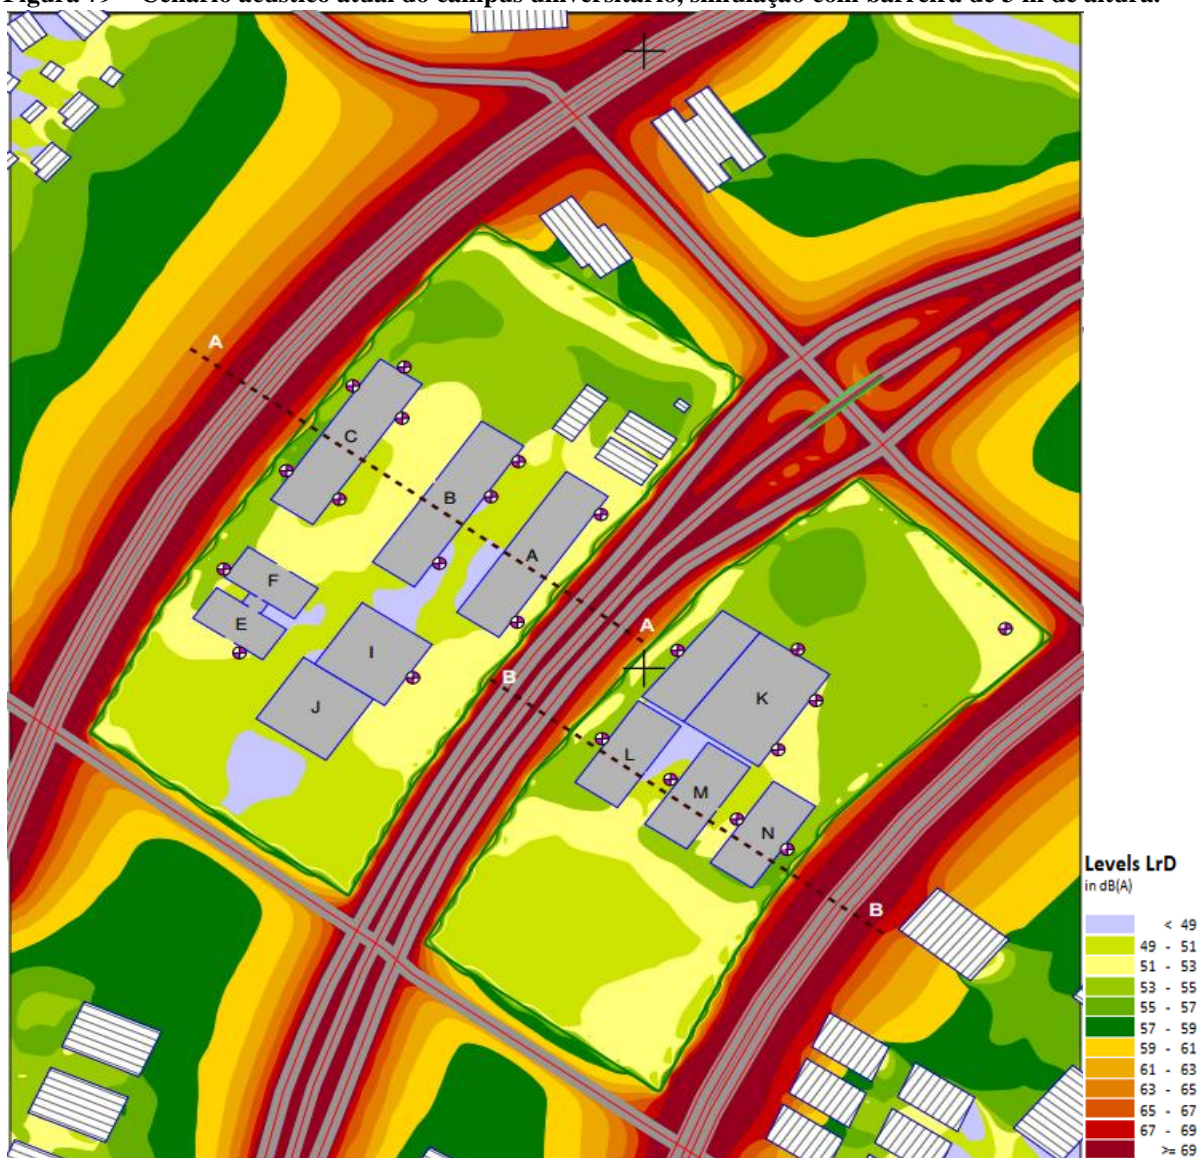 Figura 79 – Cenário acústico atual do campus universitário, simulação com barreira de 3 m de altura.
A
C
B
A
F
E
I
J
A
B
K
L
M
N
B
Levels LrD
in dB(A)
< 49
49 - 51
51 - 53
53 - 55
55 - 57
57 - 59
59 - 61
61 - 63
63 - 65
65 - 67
67 - 69
>= 69